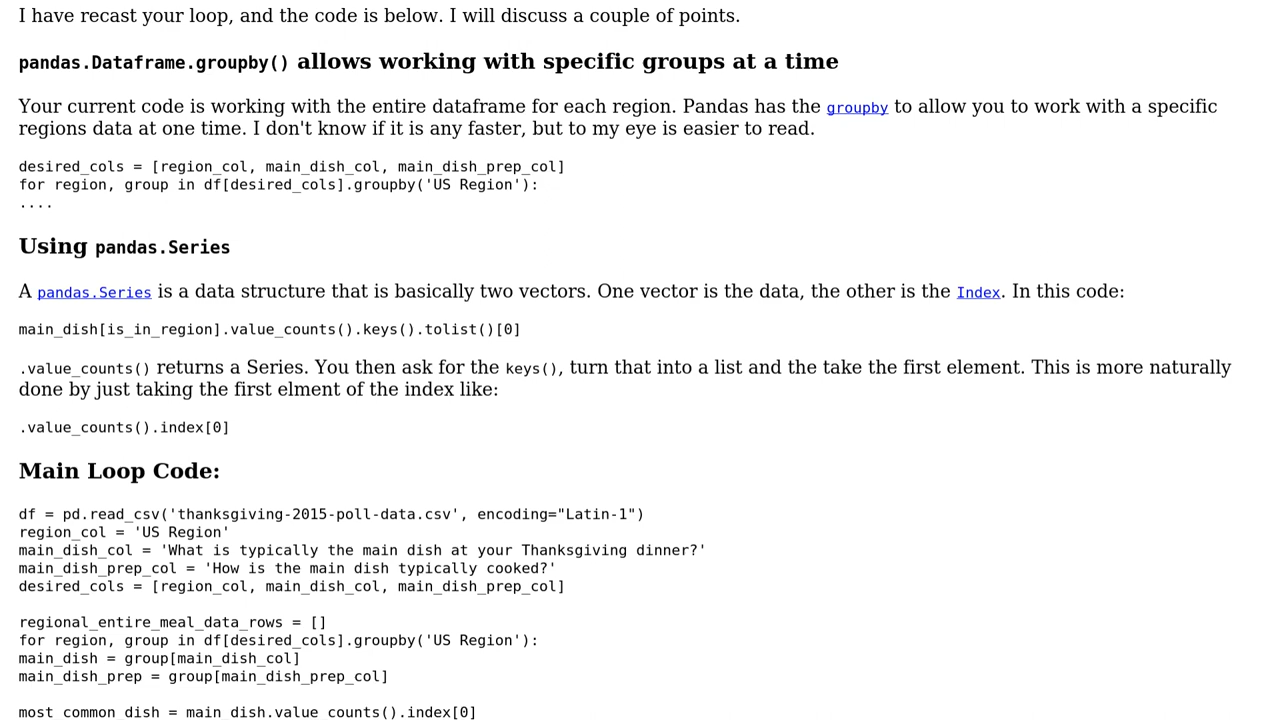 I have recast your loop, and the code is below. I will discuss a couple of points.
pandas.Dataframe.groupby() allows working with specific groups at a time
Your current code is working with the entire dataframe for each region. Pandas has the groupby to allow you to work with a specific
regions data at one time. I don't know if it is any faster, but to my eye is easier to read.
desired_cols = [region_col, main_dish_col, main_dish_prep_col]
for region, group in df[desired_cols].groupby('US Region'):
....
Using pandas.Series
A pandas.Series is a data structure that is basically two vectors. One vector is the data, the other is the Index. In this code:
main_dish[is_in_region].value_counts().keys().tolist()[0]
.value_counts() returns a Series. You then ask for the keys(), turn that into a list and the take the first element. This is more naturally
done by just taking the first elment of the index like:
.value_counts().index[0]
Main Loop Code:
df = pd.read_csv('thanksgiving-2015-poll-data.csv', encoding="Latin-1")
region_col = 'US Region'
main_dish_col = 'What is typically the main dish at your Thanksgiving dinner?'
main_dish_prep_col = 'How is the main dish typically cooked?'
desired_cols = [region_col, main_dish_col, main_dish_prep_col]
regional_entire_meal_data_rows = []
for region, group in df[desired_cols].groupby('US Region'):
main_dish = group[main_dish_col]
main_dish_prep = group[main_dish_prep_col]
most_common_dish = main_dish.value_counts().index[0]